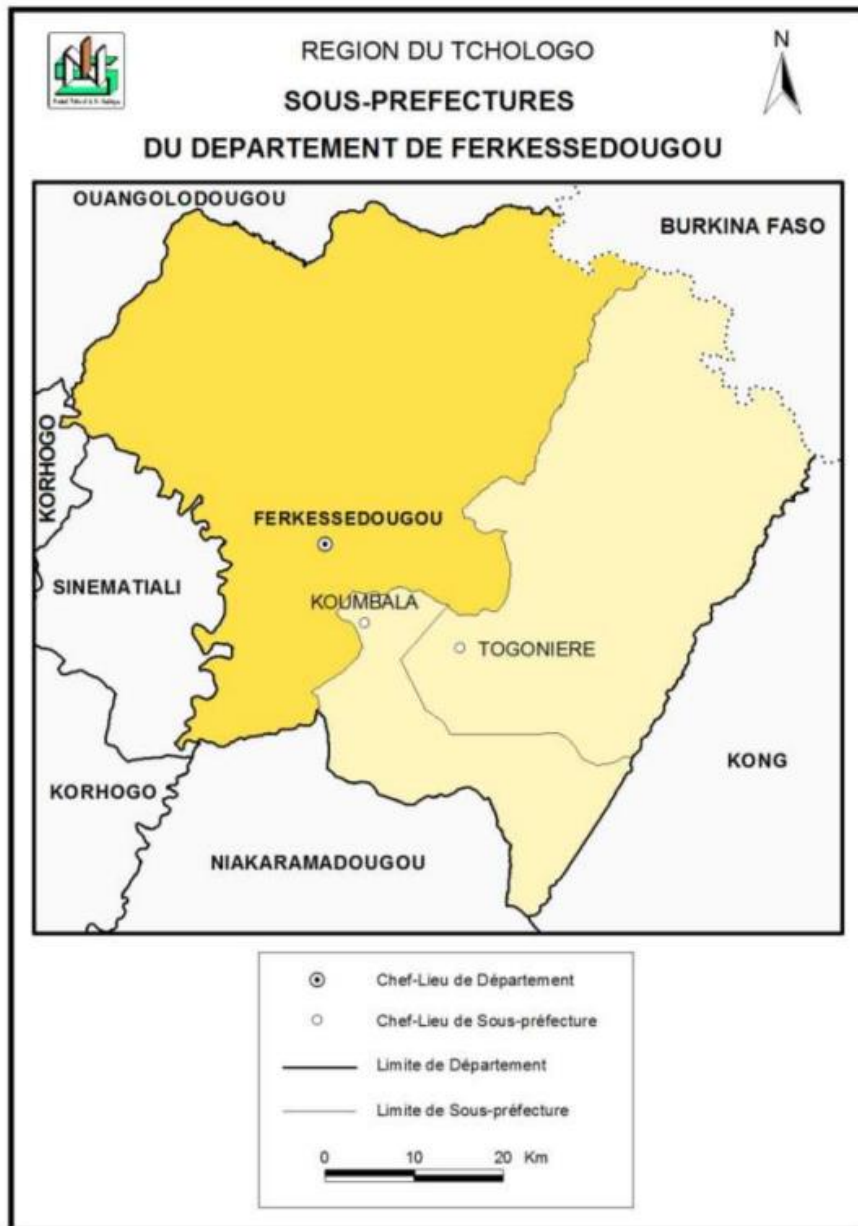 REGION DU TCHOLOGO
SOUS-PREFECTURES
DU DEPARTEMENT DE FERKESSEDOUGOU
N
OUANGOLODOUGOU
BURKINA FASO
KORHOGO
FERKESSEDOUGOU
SINEMATIALI
KOUMBALA
TOGONIERE
KONG
KORHOGO
NIAKARAMADOUGOU
Chef-Lieu de Département
Chef-Lieu de Sous-préfecture
Limite de Département
Limite de Sous-préfecture
0 10 20 Km